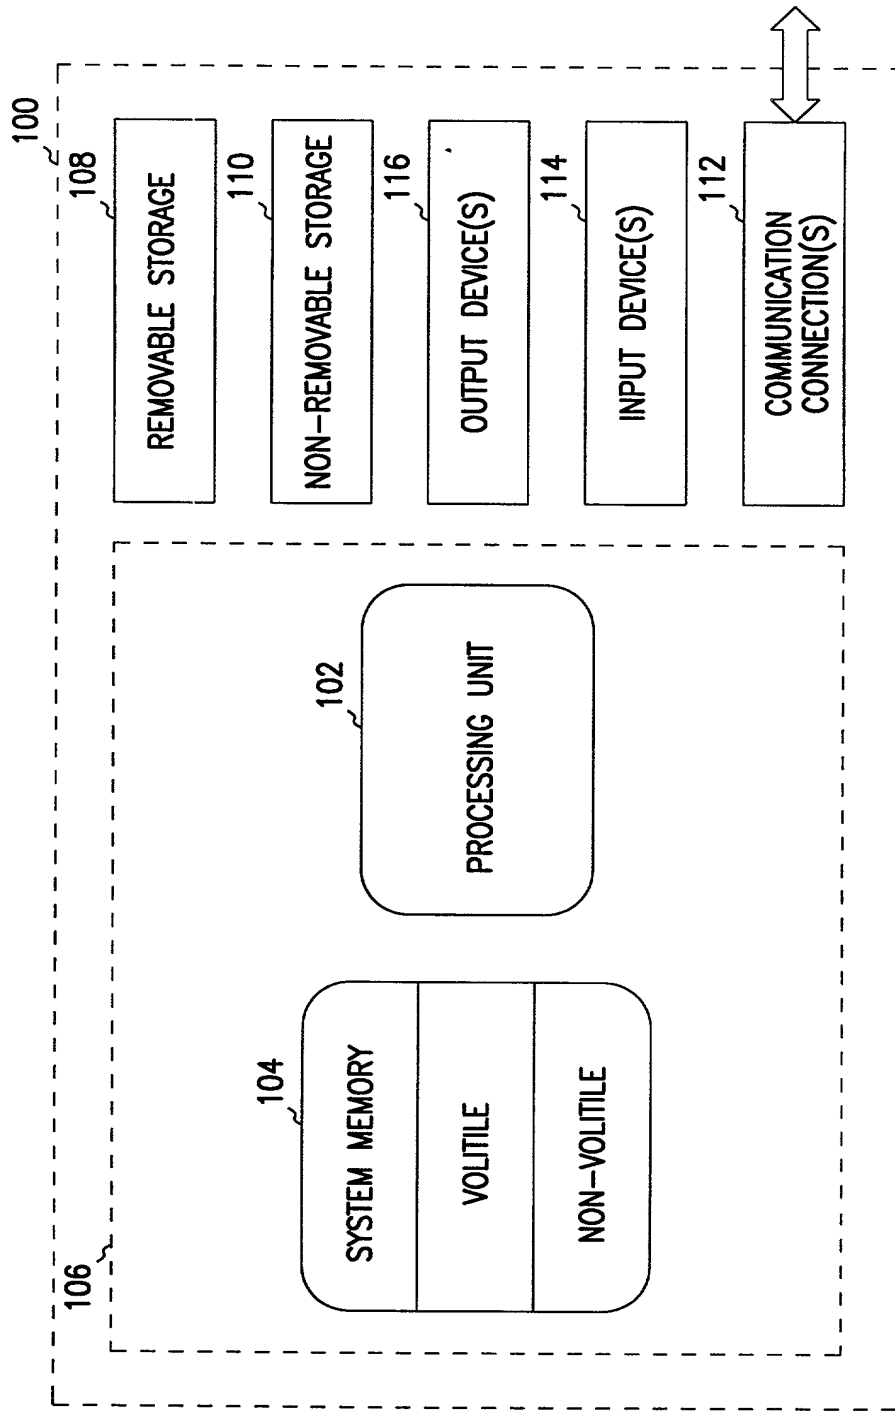 100
106
104
SYSTEM MEMORY
VOLITILE
NON-VOLITILE
102
PROCESSING UNIT
108
REMOVABLE STORAGE
110
NON-REMOVABLE STORAGE
116
OUTPUT DEVICE(S)
114
INPUT DEVICE(S)
112
COMMUNICATION
CONNECTION(S)